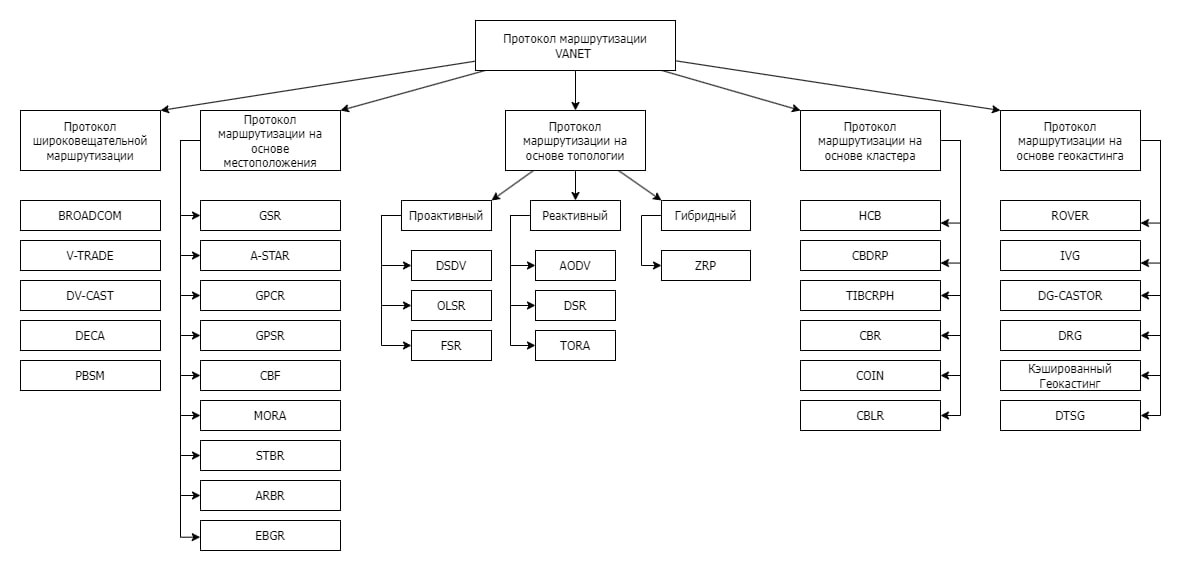 Протокол маршрутизации
VANET
Протокол
широковещательной
маршрутизации
BROADCOM
V-TRADE
DV-CAST
DECA
PBSM
Протокол
маршрутизации на
основе
местоположения
GSR
A-STAR
GPCR
GPSR
CBF
MORA
STBR
ARBR
EBGR
Протокол
маршрутизации на
основе топологии
Проактивный
DSDV
OLSR
FSR
Реактивный
AODV
DSR
TORA
Гибридный
ZRP
Протокол
маршрутизации на
основе кластера
HCB
CBDRP
TIBCRPH
CBR
COIN
CBLR
Протокол
маршрутизации на
основе геокастинга
ROVER
IVG
DG-CASTOR
DRG
Кэшированный
Геокастинг
DTSG